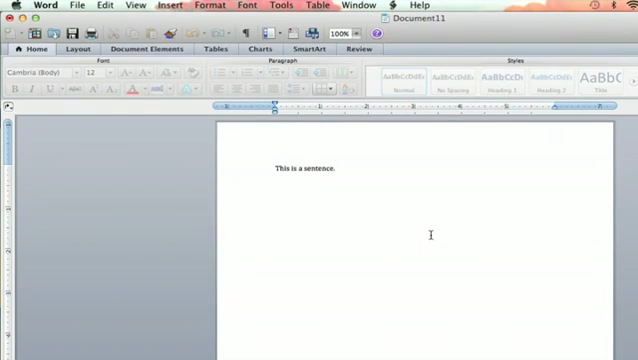 Word File Edit View Insert Format Font Tools Table Window Help
Document11
100%
Home Layout Document Elements Tables Charts SmartArt Review
Font Paragraph Styles
Cambria (Body) 12
B I U
AaBbCcDdEe AaBbCcDdEe AaBbCcDc AaBbCcDdEe AaBbC
Normal No Spacing Heading 1 Heading 2 Title
This is a sentence.